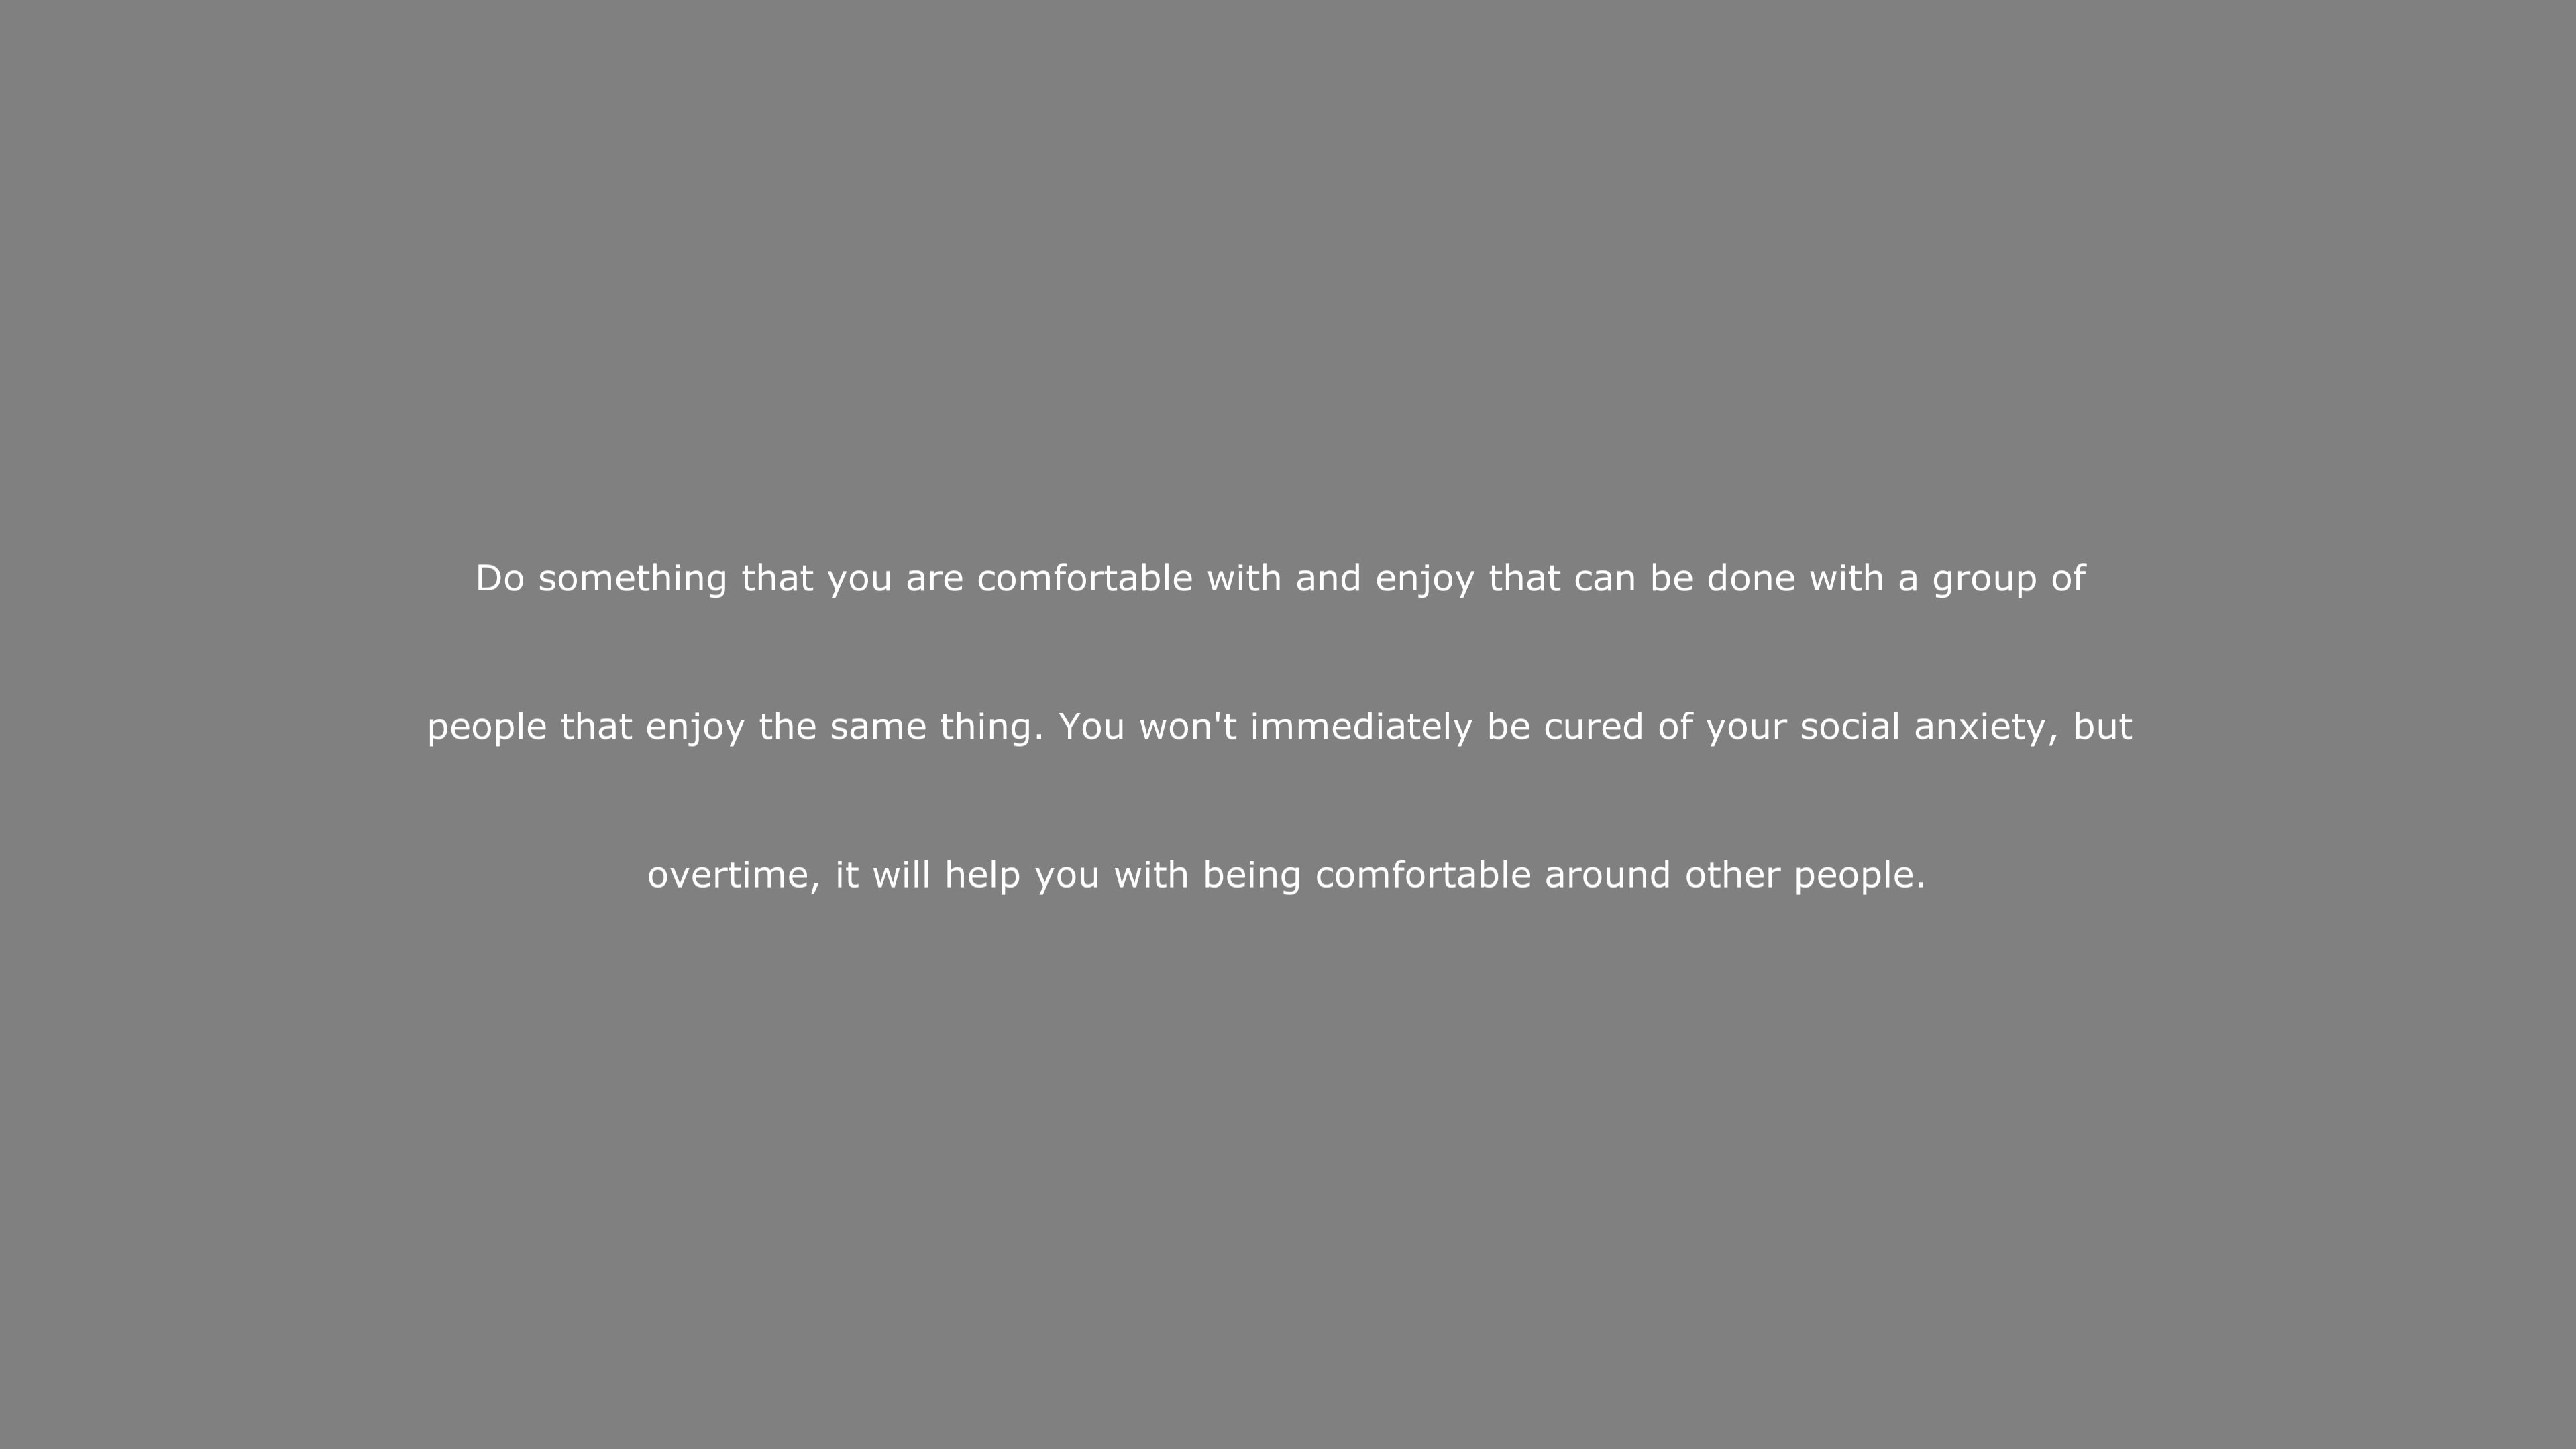 Do something that you are comfortable with and enjoy that can be done with a group of
people that enjoy the same thing. You won't immediately be cured of your social anxiety, but
overtime, it will help you with being comfortable around other people.